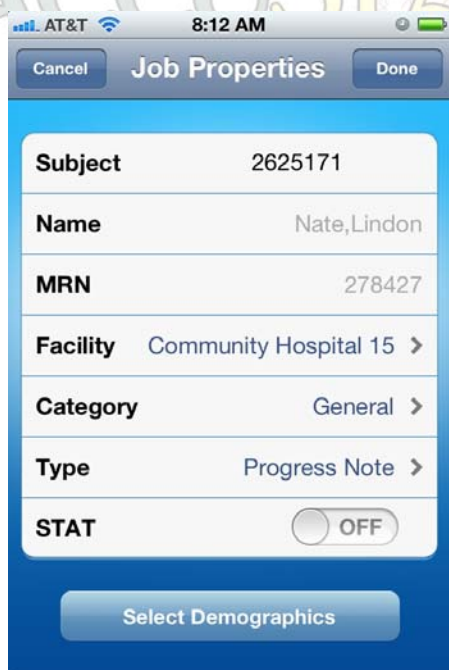 AT&T 8:12 AM
Cancel Job Properties Done
Subject 2625171
Name Nate,Lindon
MRN 278427
Facility Community Hospital 15
Category General
Type Progress Note
STAT OFF
Select Demographics